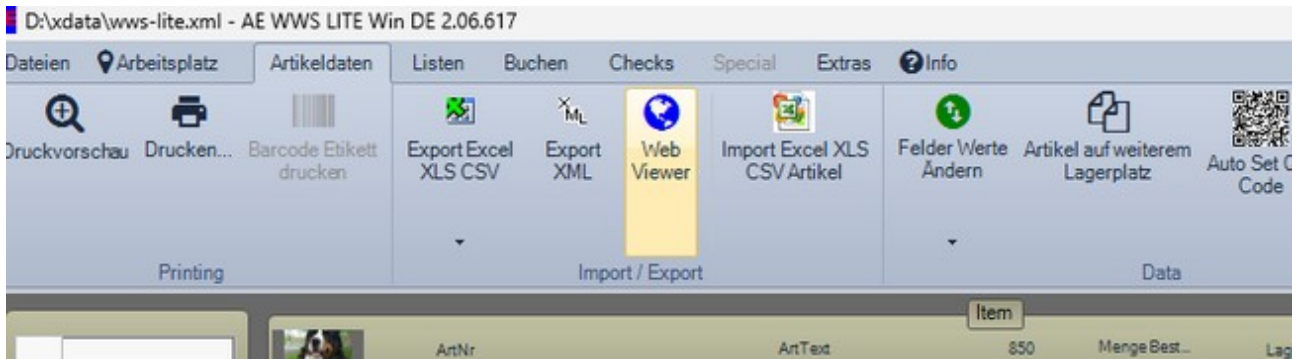 D:\xdata\wws-lite.xml - AE WWS LITE Win DE 2.06.617
Dateien Arbeitsplatz Artikeldaten Listen Buchen Checks Special Extras Info
Druckvorschau
Drucken...
Barcode Etikett
drucken
Export Excel
XLS CSV
Export
XML
Web
Viewer
Import Excel XLS
CSV Artikel
Felder Werte
Ändern
Artikel auf weiterem
Lagerplatz
Auto Set
Code
Printing
Import / Export
Data
Item
ArtNr ArtText 850 Menge Best...